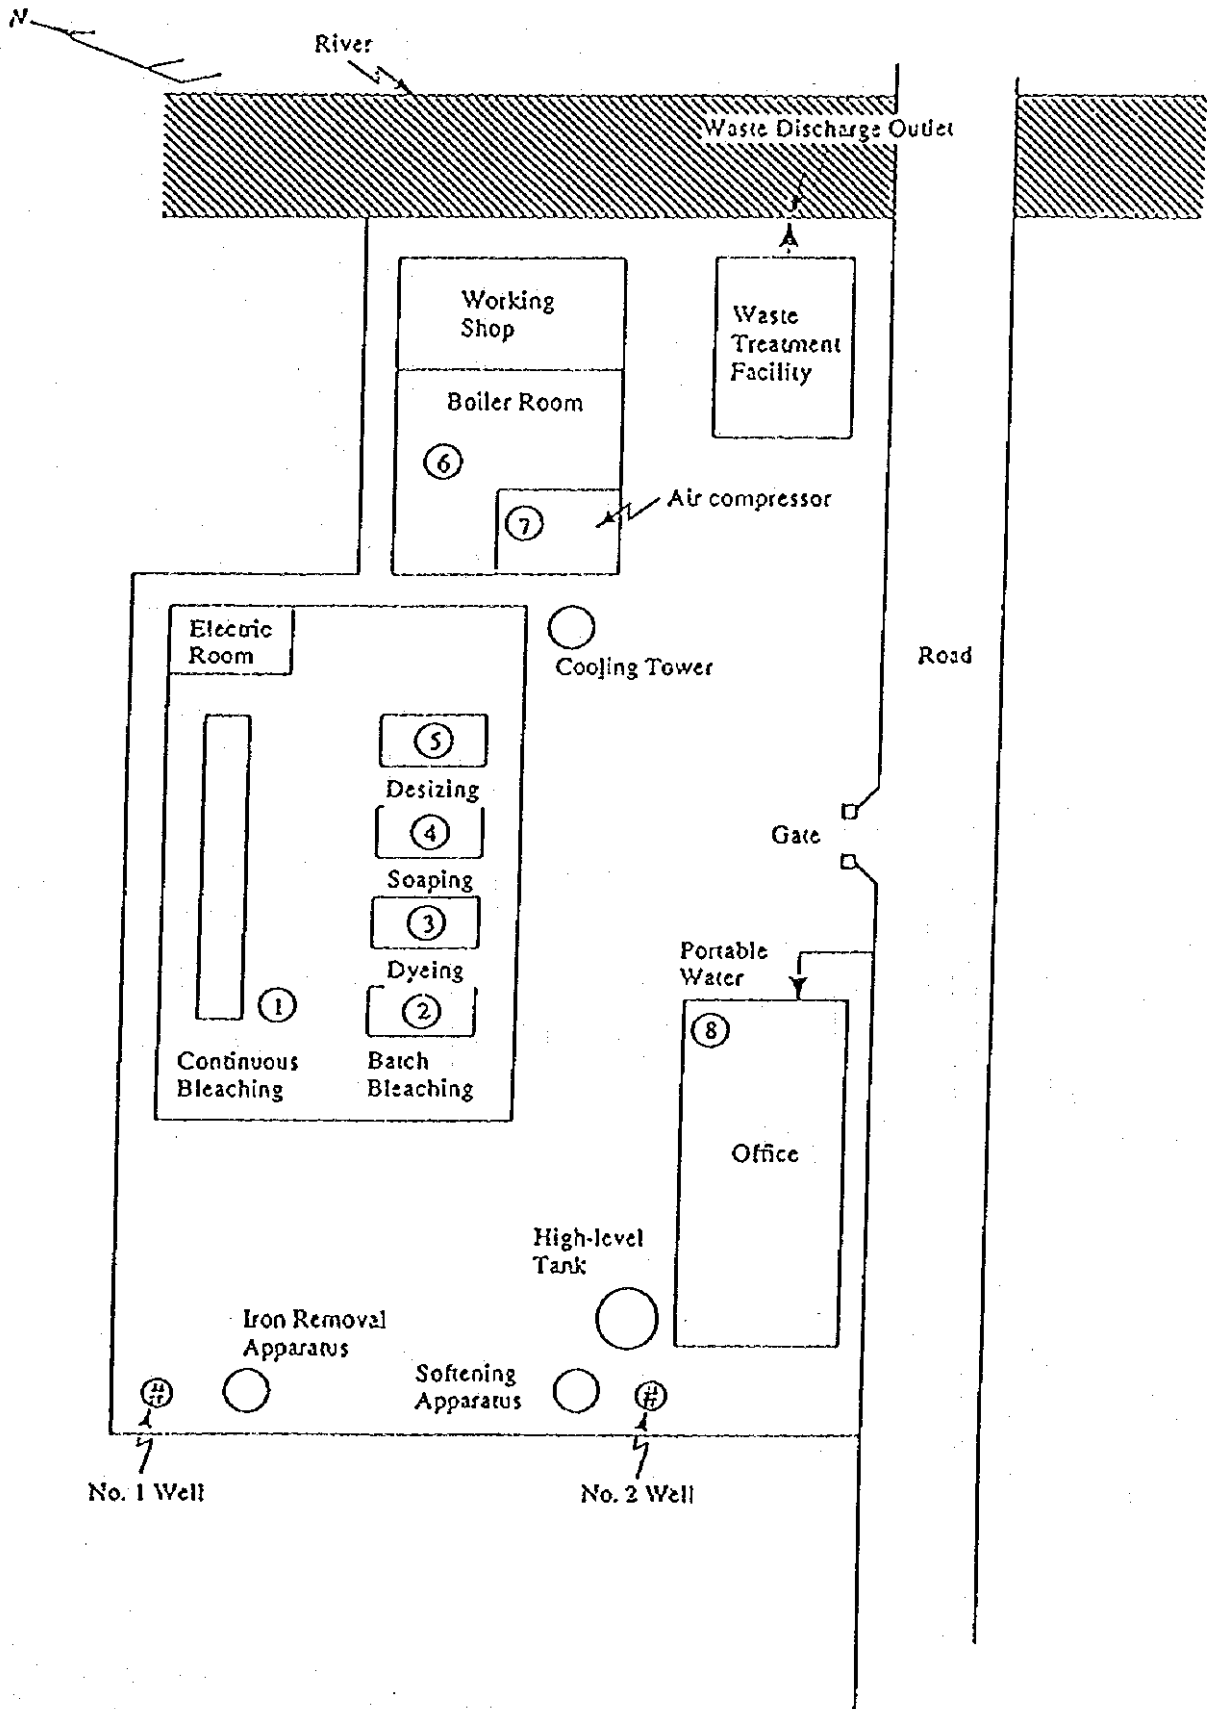 N
River
Waste Discharge Outlet
Working
Shop
Waste
Treatment
Facility
Boiler Room
6
Air compressor
7
Electric
Room
Cooling Tower
Road
5
Desizing
4
Gate
Soaping
3
Portable
Water
Dyeing
1
2
8
Continuous
Bleaching
Batch
Bleaching
Office
High-level
Tank
Iron Removal
Apparatus
Softening
Apparatus
#
#
No. 1 Well
No. 2 Well